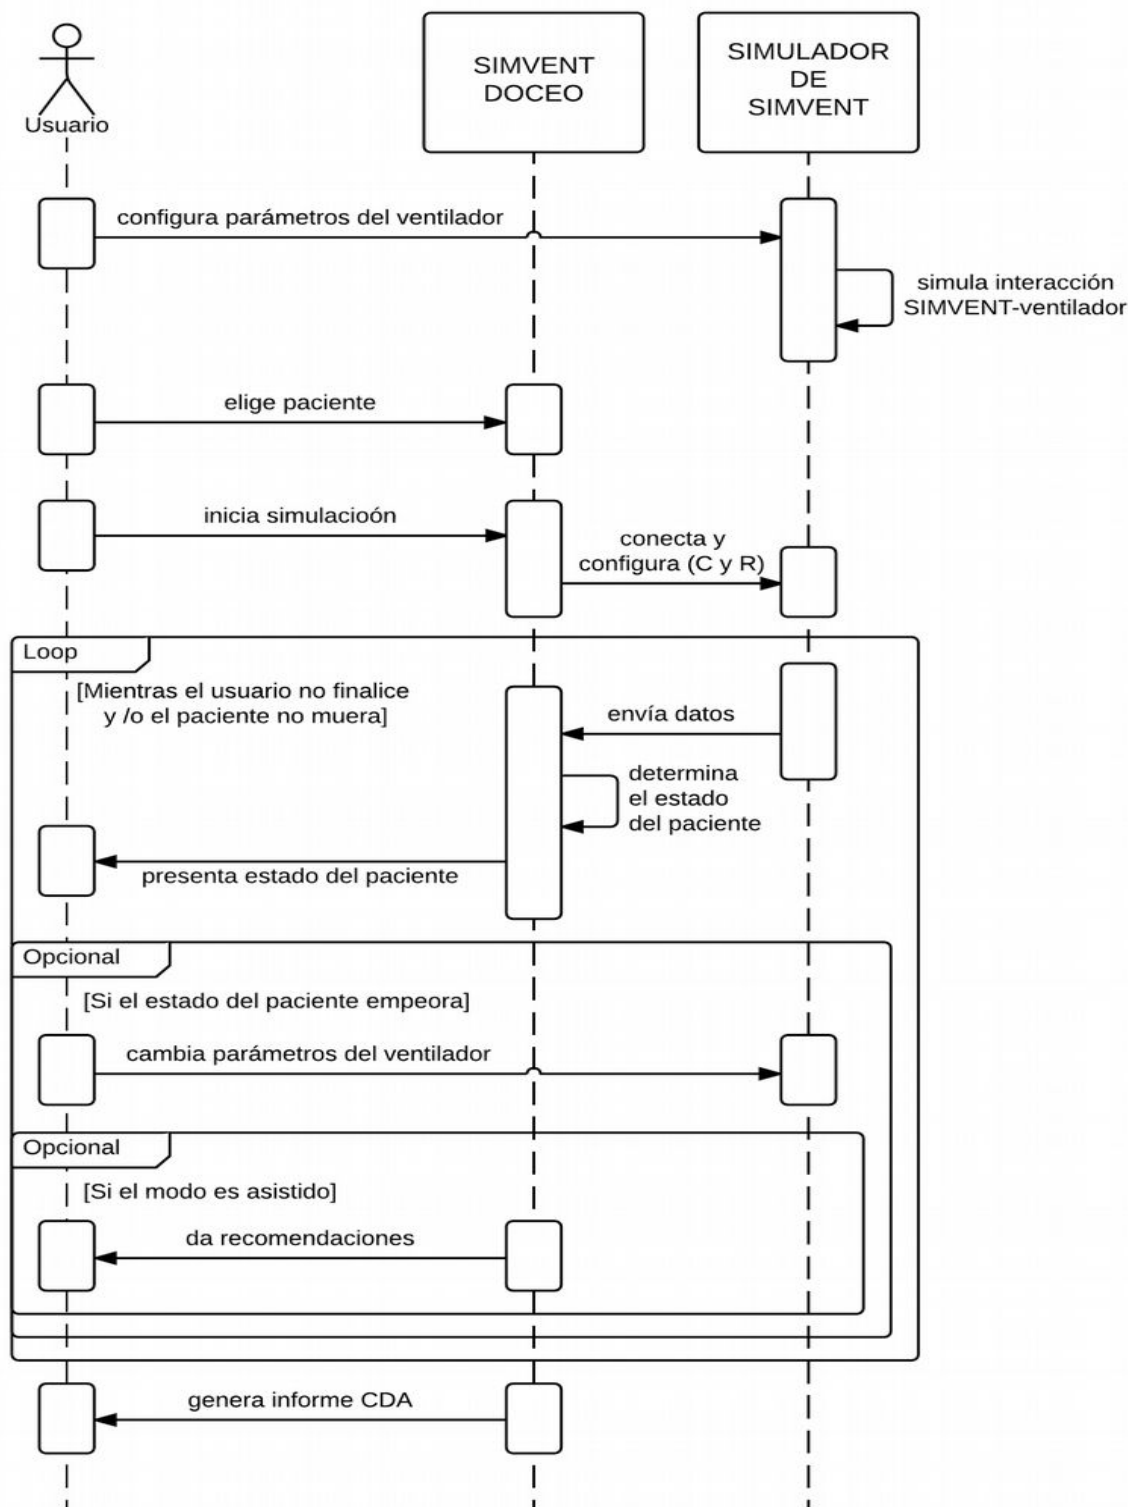 SIMVENT
DOCEO
SIMULADOR
DE
SIMVENT
Usuario
configura parámetros del ventilador
simula interacción
SIMVENT-ventilador
elige paciente
inicia simulacioón
conecta y
configura (C y R)
Loop
[Mientras el usuario no finalice
y /o el paciente no muera]
envía datos
determina
el estado
del paciente
presenta estado del paciente
Opcional
[Si el estado del paciente empeora]
cambia parámetros del ventilador
Opcional
[Si el modo es asistido]
da recomendaciones
genera informe CDA